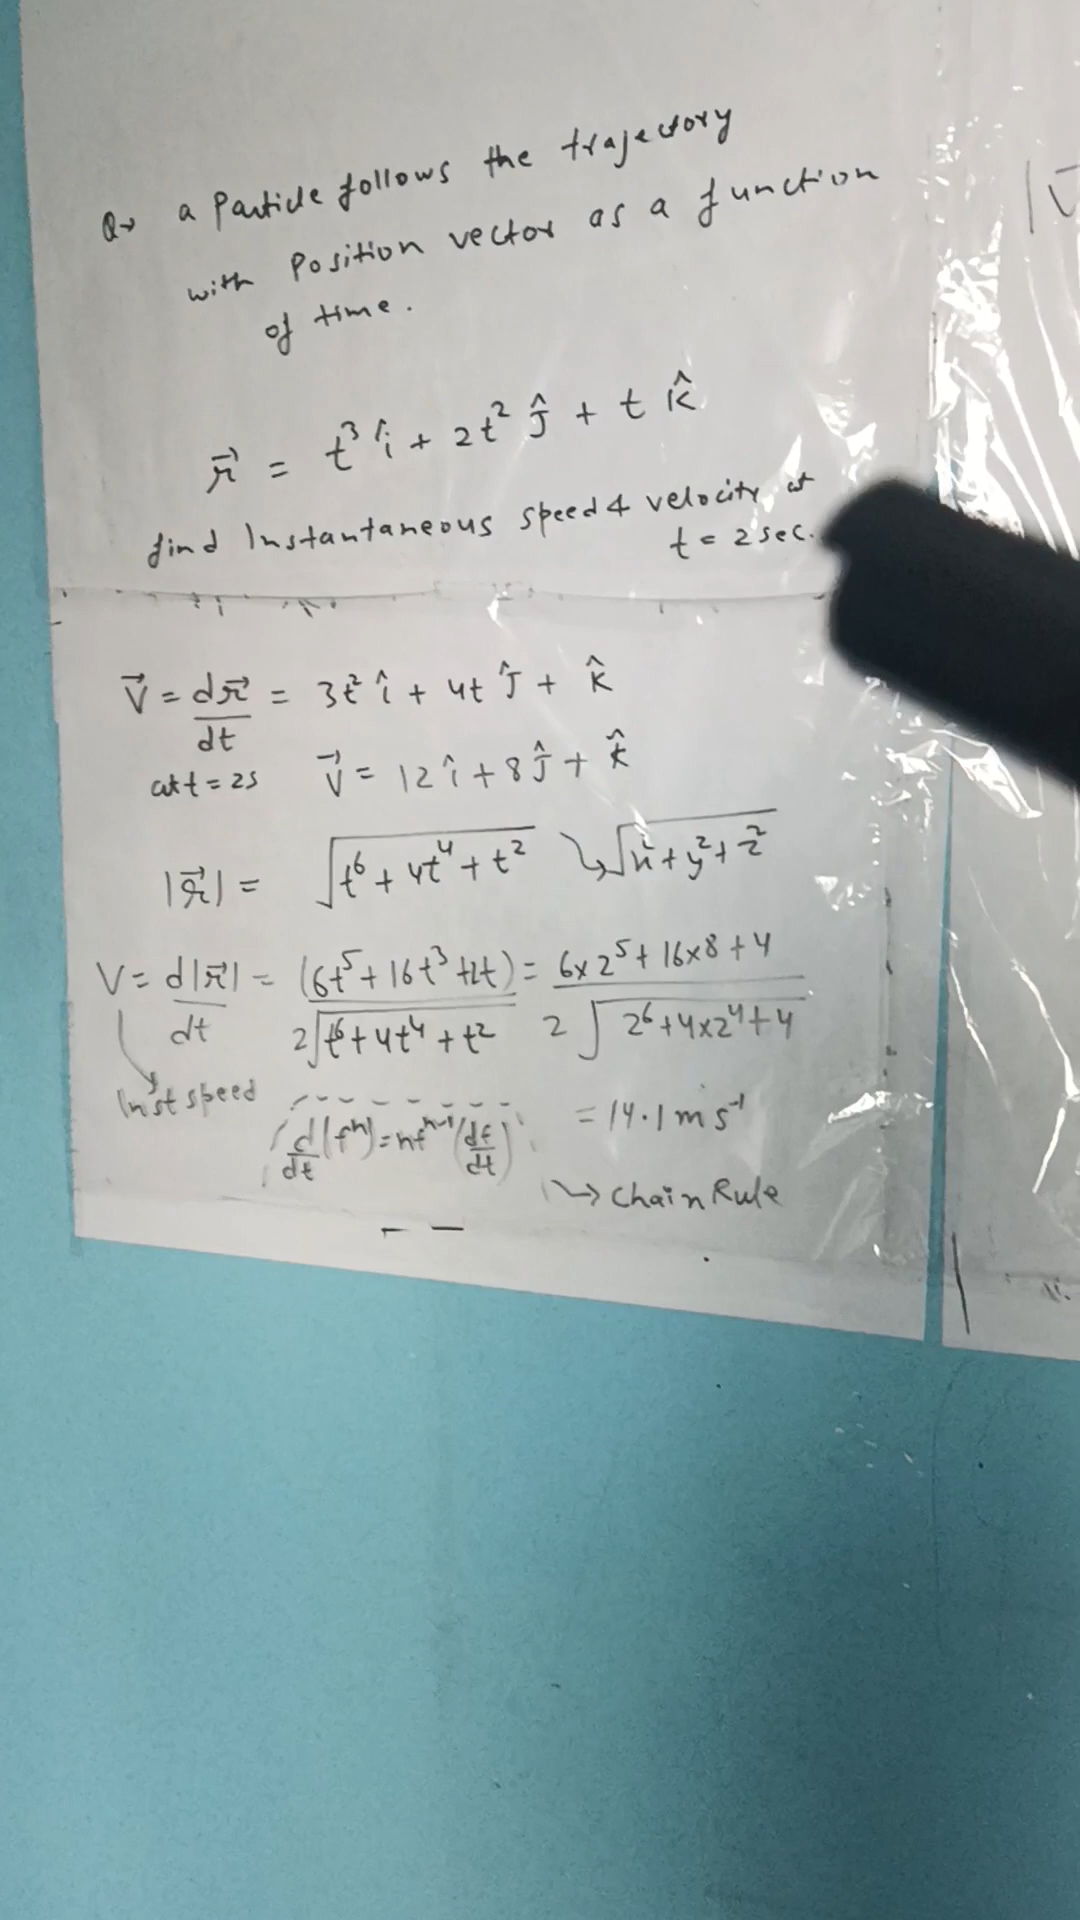 Q→ a Particle follows the trajectory
with Position vector as a function
of time.
r⃗ = t³ î + 2t² ĵ + t k̂
find Instantaneous speed & velocity at
t = 2 sec.
V⃗ = dr⃗/dt = 3t² î + 4t ĵ + k̂
at t = 2s V⃗ = 12 î + 8 ĵ + k̂
|r⃗| = √(t⁶ + 4t⁴ + t²) ↳ √(x² + y² + z²)
V = d|r⃗|/dt = (6t⁵ + 16t³ + 2t)/(2√(t⁶ + 4t⁴ + t²)) = (6×2⁵ + 16×8 + 4)/(2√(2⁶ + 4×2⁴ + 4))
Inst speed
= 14.1 m s⁻¹
d/dt (fⁿ) = nfⁿ⁻¹ (df/dt)
↳ Chain Rule